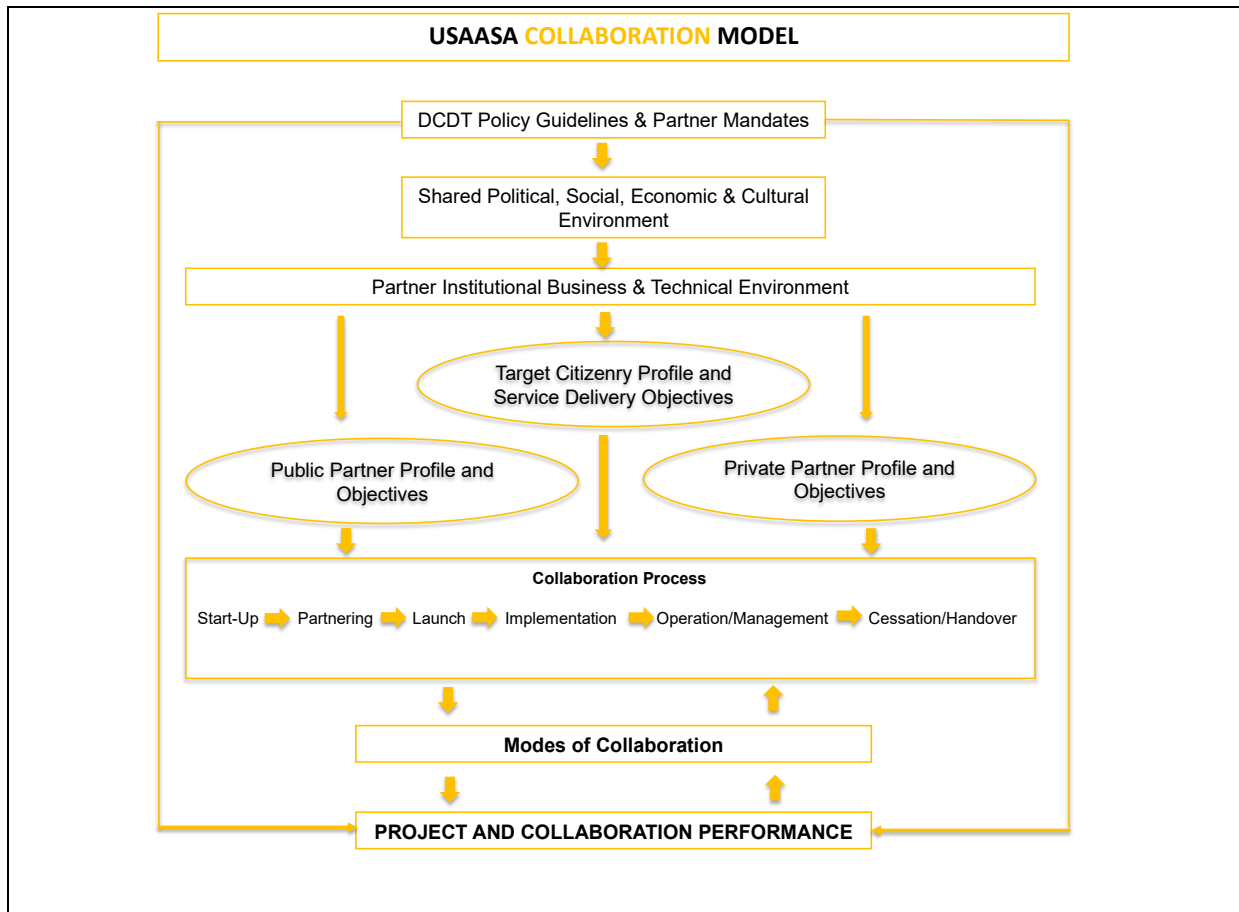 USAASA COLLABORATION MODEL
DCDT Policy Guidelines & Partner Mandates
Shared Political, Social, Economic & Cultural
Environment
Partner Institutional Business & Technical Environment
Target Citizenry Profile and
Service Delivery Objectives
Public Partner Profile and
Objectives
Private Partner Profile and
Objectives
Collaboration Process
Start-Up Partnering Launch Implementation Operation/Management Cessation/Handover
Modes of Collaboration
PROJECT AND COLLABORATION PERFORMANCE